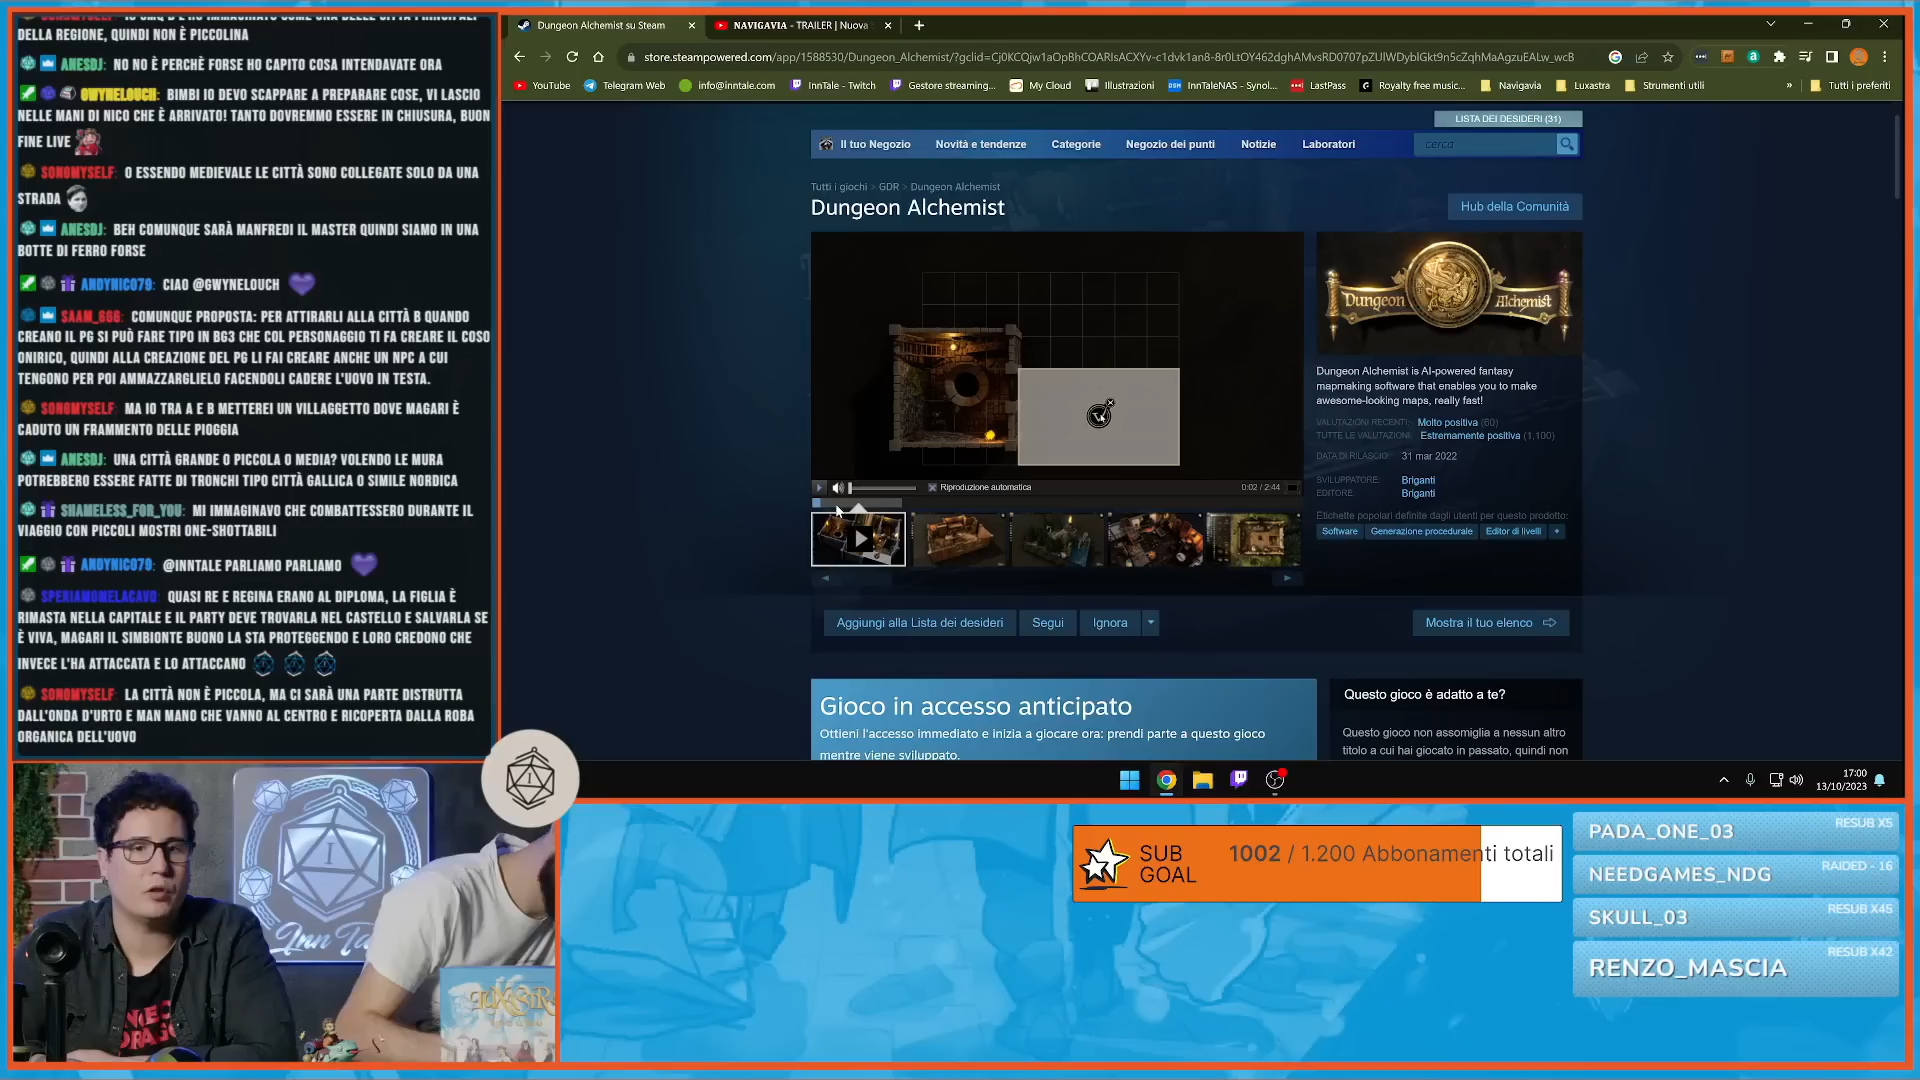 DELLA REGIONE, QUINDI NON È PICCOLINA
ANESDJ: NO NO È PERCHÈ FORSE HO CAPITO COSA INTENDAVATE ORA
GWYNELOUCH: BIMBI IO DEVO SCAPPARE A PREPARARE COSE, VI LASCIO
NELLE MANI DI NICO CHE È ARRIVATO! TANTO DOVREMMO ESSERE IN CHIUSURA, BUON
FINE LIVE
SONOMYSELF: O ESSENDO MEDIEVALE LE CITTÀ SONO COLLEGATE SOLO DA UNA
STRADA
ANESDJ: BEH COMUNQUE SARÀ MANFREDI IL MASTER QUINDI SIAMO IN UNA
BOTTE DI FERRO FORSE
ANDYNICO79: CIAO @GWYNELOUCH
SAAM_666: COMUNQUE PROPOSTA: PER ATTIRARLI ALLA CITTÀ B QUANDO
CREANO IL PG SI PUÒ FARE TIPO IN BG3 CHE COL PERSONAGGIO TI FA CREARE IL COSO
ONIRICO, QUINDI ALLA CREAZIONE DEL PG LI FAI CREARE ANCHE UN NPC A CUI
TENGONO PER POI AMMAZZARGLIELO FACENDOLI CADERE L'UOVO IN TESTA.
SONOMYSELF: MA IO TRA A E B METTEREI UN VILLAGGETTO DOVE MAGARI È
CADUTO UN FRAMMENTO DELLE PIOGGIA
ANESDJ: UNA CITTÀ GRANDE O PICCOLA O MEDIA? VOLENDO LE MURA
POTREBBERO ESSERE FATTE DI TRONCHI TIPO CITTÀ GALLICA O SIMILE NORDICA
SHAMELESS_FOR_YOU: MI IMMAGINAVO CHE COMBATTESSERO DURANTE IL
VIAGGIO CON PICCOLI MOSTRI ONE-SHOTTABILI
ANDYNICO79: @INNTALE PARLIAMO PARLIAMO
SPERIAMOMELACAVO: QUASI RE E REGINA ERANO AL DIPLOMA, LA FIGLIA È
RIMASTA NELLA CAPITALE E IL PARTY DEVE TROVARLA NEL CASTELLO E SALVARLA SE
È VIVA, MAGARI IL SIMBIONTE BUONO LA STA PROTEGGENDO E LORO CREDONO CHE
INVECE L'HA ATTACCATA E LO ATTACCANO
SONOMYSELF: LA CITTÀ NON È PICCOLA, MA CI SARÀ UNA PARTE DISTRUTTA
DALL'ONDA D'URTO E MAN MANO CHE VANNO AL CENTRO E RICOPERTA DALLA ROBA
ORGANICA DELL'UOVO
Dungeon Alchemist su Steam
NAVIGAVIA - TRAILER | Nuova
store.steampowered.com/app/1588530/Dungeon_Alchemist/
YouTube Telegram Web info@inntale.com InnTale - Twitch Gestore streaming... My Cloud Illustrazioni InnTaleNAS - Synol... LastPass Royalty free music... Navigavia Luxastra Strumenti utili » Tutti i preferiti
LISTA DEI DESIDERI (31)
Il tuo Negozio Novità e tendenze Categorie Negozio dei punti Notizie Laboratori cerca
Tutti i giochi > GDR > Dungeon Alchemist
Dungeon Alchemist
Hub della Comunità
Dungeon Alchemist
Dungeon Alchemist is AI-powered fantasy
mapmaking software that enables you to make
awesome-looking maps, really fast!
VALUTAZIONI RECENTI: Molto positiva (60)
TUTTE LE VALUTAZIONI: Estremamente positiva (1,100)
DATA DI RILASCIO: 31 mar 2022
SVILUPPATORE: Briganti
EDITORE: Briganti
Etichette popolari definite dagli utenti per questo prodotto:
Software Generazione procedurale Editor di livelli +
Riproduzione automatica 0:02 / 2:44
Aggiungi alla Lista dei desideri Segui Ignora Mostra il tuo elenco
Gioco in accesso anticipato
Ottieni l'accesso immediato e inizia a giocare ora: prendi parte a questo gioco
mentre viene sviluppato.
Questo gioco è adatto a te?
Questo gioco non assomiglia a nessun altro
titolo a cui hai giocato in passato, quindi non
17:00
13/10/2023
SUB
GOAL
1002 / 1.200 Abbonamenti totali
PADA_ONE_03 RESUB X5
NEEDGAMES_NDG RAIDED - 16
SKULL_03 RESUB X45
RENZO_MASCIA RESUB X42
I
Inn Ta